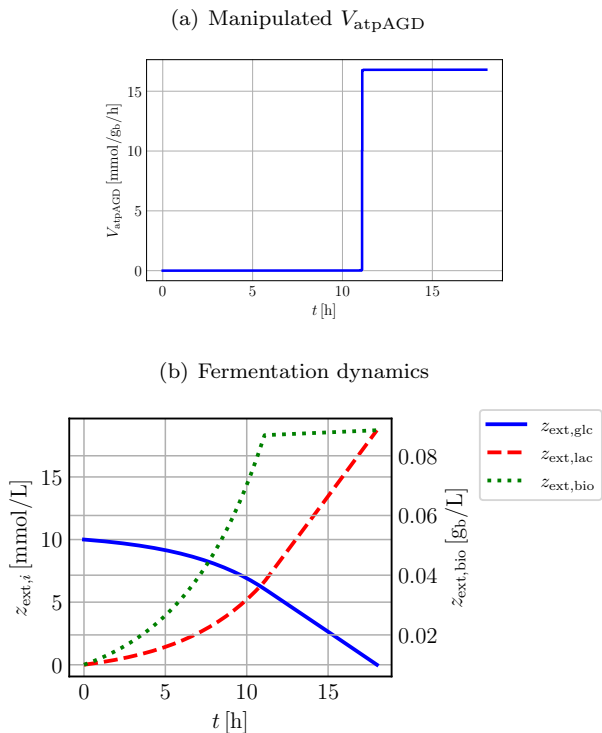 (a) Manipulated V_atpAGD
V_atpAGD [mmol/g_b/h]
15
10
5
0
0 5 10 15
t [h]
(b) Fermentation dynamics
z_ext,i [mmol/L]
15
10
5
0
0 5 10 15
t [h]
0.08
0.06
0.04
0.02
z_ext,bio [g_b/L]
z_ext,glc
z_ext,lac
z_ext,bio